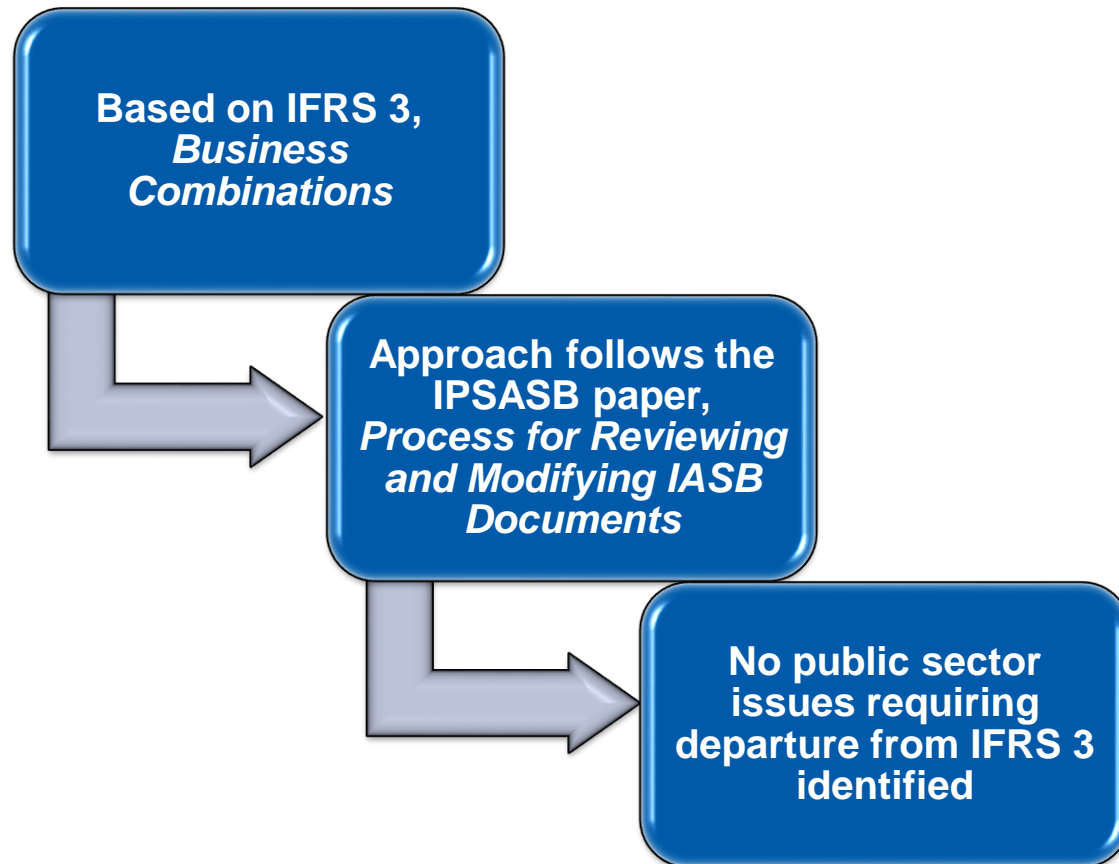 Based on IFRS 3,
Business
Combinations
Approach follows the
IPSASB paper,
Process for Reviewing
and Modifying IASB
Documents
No public sector
issues requiring
departure from IFRS 3
identified